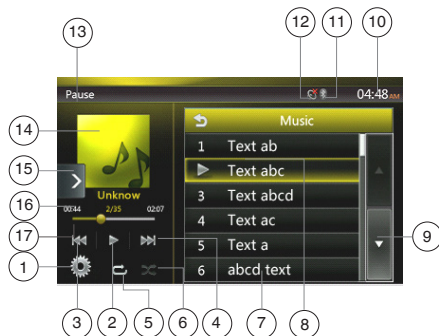 12 11 10
13
Pause 04:48 AM
14
Music
1 Text ab
Text abc
15
Unknow
3 Text abcd
16
00:44 2/35 02:07
4 Text ac
9
17
5 Text a
1
6 abcd text
3 2 5 6 4 7 8